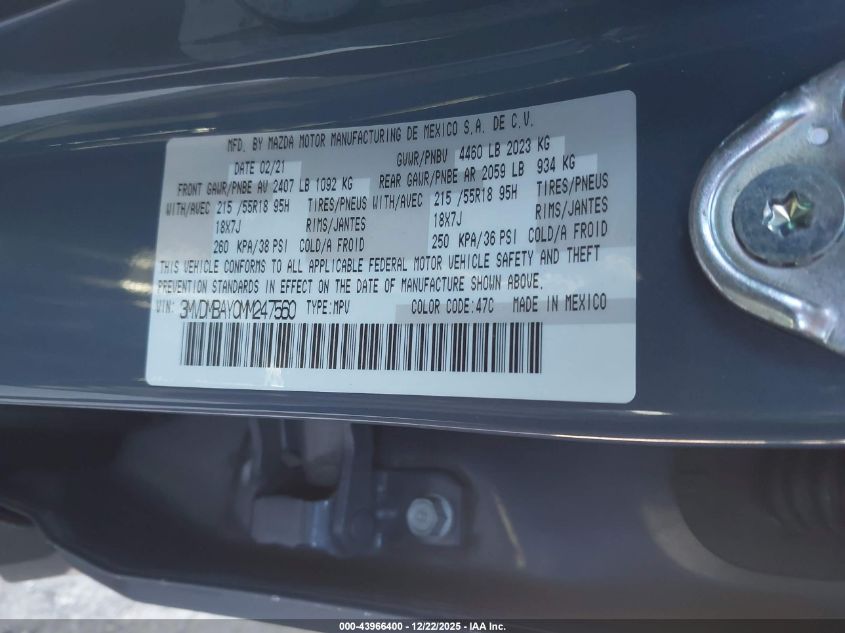 MFD. BY MAZDA MOTOR MANUFACTURING DE MEXICO S.A. DE C.V.
DATE 02/21 GVWR/PNBV 4460 LB 2023 KG
FRONT GAWR/PNBE AV 2407 LB 1092 KG REAR GAWR/PNBE AR 2059 LB 934 KG
WITH/AVEC 215 /55R18 95H TIRES/PNEUS WITH/AVEC 215 /55R18 95H TIRES/PNEUS
18X7J RIMS/JANTES 18X7J RIMS/JANTES
260 KPA/38 PSI COLD/A FROID 250 KPA/36 PSI COLD/A FROID
THIS VEHICLE CONFORMS TO ALL APPLICABLE FEDERAL MOTOR VEHICLE SAFETY AND THEFT
PREVENTION STANDARDS IN EFFECT ON THE DATE OF MANUFACTURE SHOWN ABOVE.
VIN: 3MVDMBAY0MM247560 TYPE:MPV COLOR CODE:47C MADE IN MEXICO
000-43966400 - 12/22/2025 - IAAI.COM